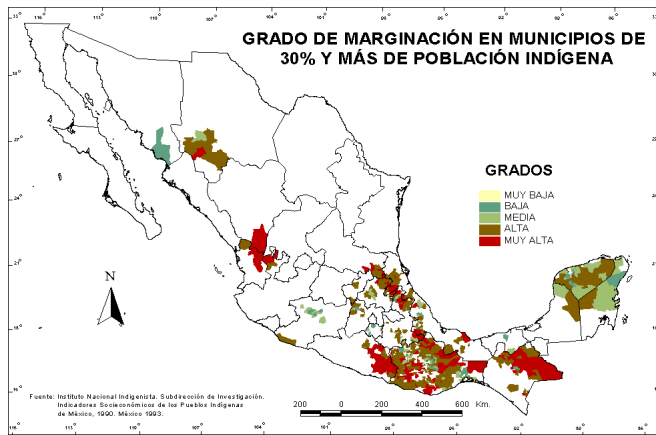 GRADO DE MARGINACIÓN EN MUNICIPIOS DE
30% Y MÁS DE POBLACIÓN INDÍGENA
GRADOS
MUY BAJA
BAJA
MEDIA
ALTA
MUY ALTA
N
Fuente: Instituto Nacional Indigenista. Subdirección de Investigación.
Indicadores Socieconómicos de los Pueblos Indígenas
de México, 1990. México 1993.
200 0 200 400 600 Km.